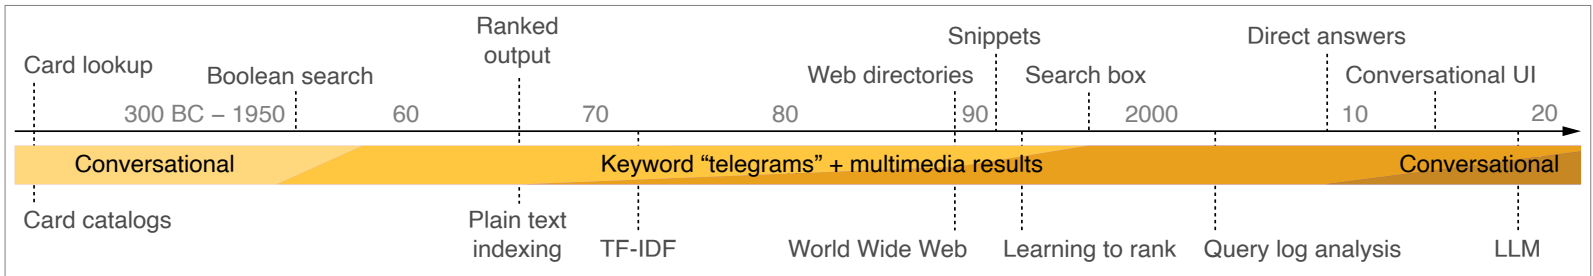 Ranked
output
Snippets
Direct answers
Card lookup
Boolean search
Web directories
Search box
Conversational UI
300 BC – 1950
60
70
80
90
2000
10
20
Conversational
Keyword “telegrams” + multimedia results
Conversational
Card catalogs
Plain text
indexing
TF-IDF
World Wide Web
Learning to rank
Query log analysis
LLM